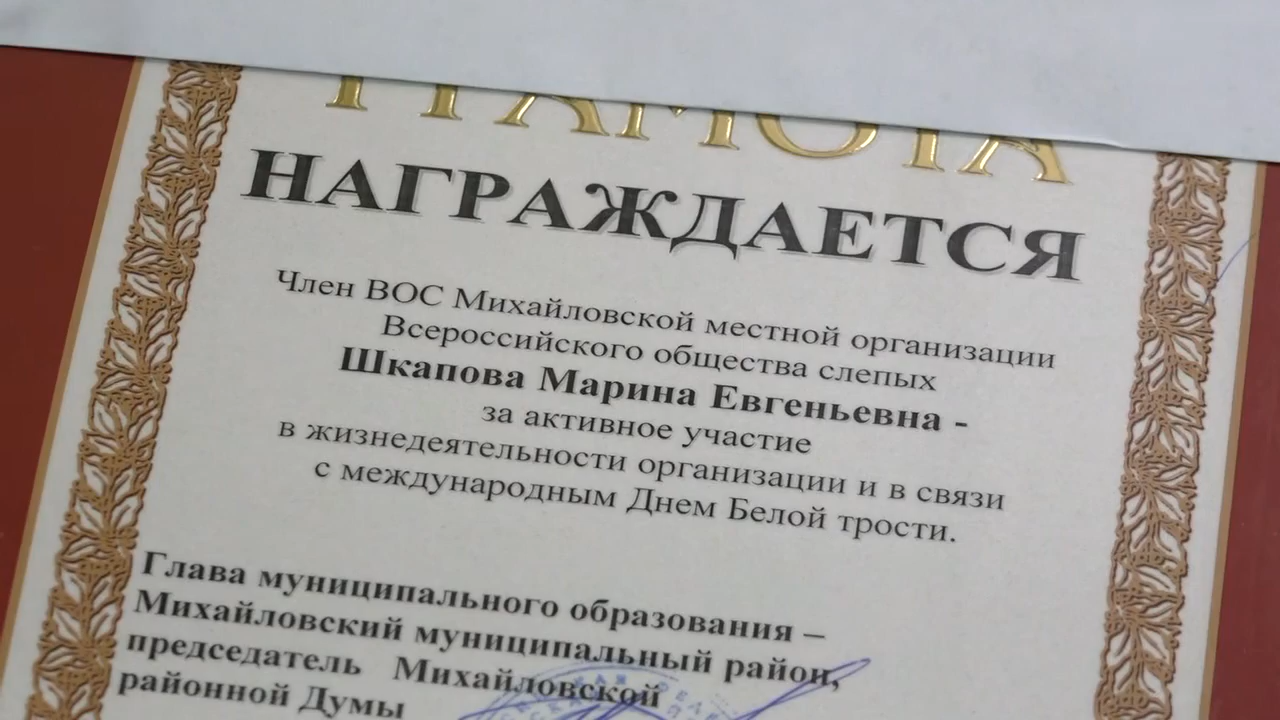 ГРАМОТА
НАГРАЖДАЕТСЯ
Член ВОС Михайловской местной организации
Всероссийского общества слепых
Шкапова Марина Евгеньевна -
за активное участие
в жизнедеятельности организации и в связи
с международным Днем Белой трости.
Глава муниципального образования –
Михайловский муниципальный район,
председатель Михайловской
районной Думы